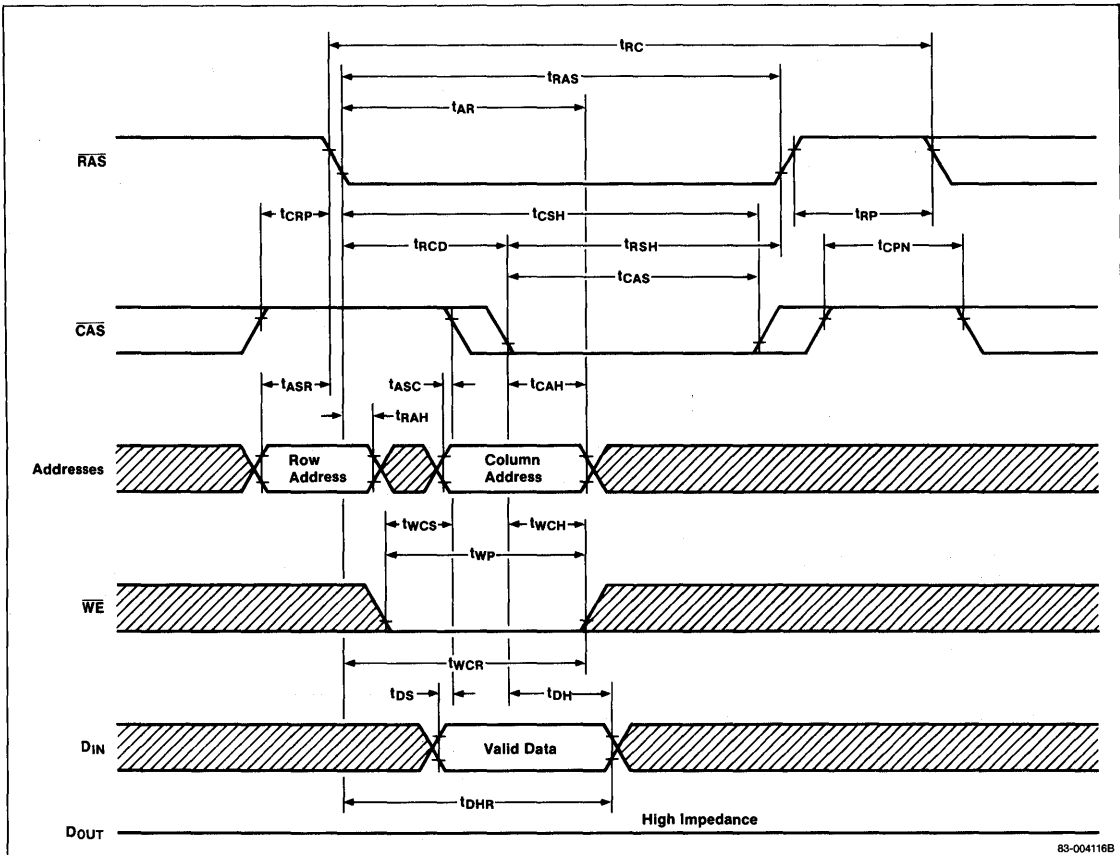 tRC
tRAS
tAR
RAS
tCRP
tCSH
tRP
tRCD
tRSH
tCPN
tCAS
CAS
tASR
tASC
tCAH
tRAH
Addresses
Row
Address
Column
Address
tWCS
tWCH
tWP
WE
tWCR
tDS
tDH
DIN
Valid Data
tDHR
High Impedance
DOUT
83-004116B